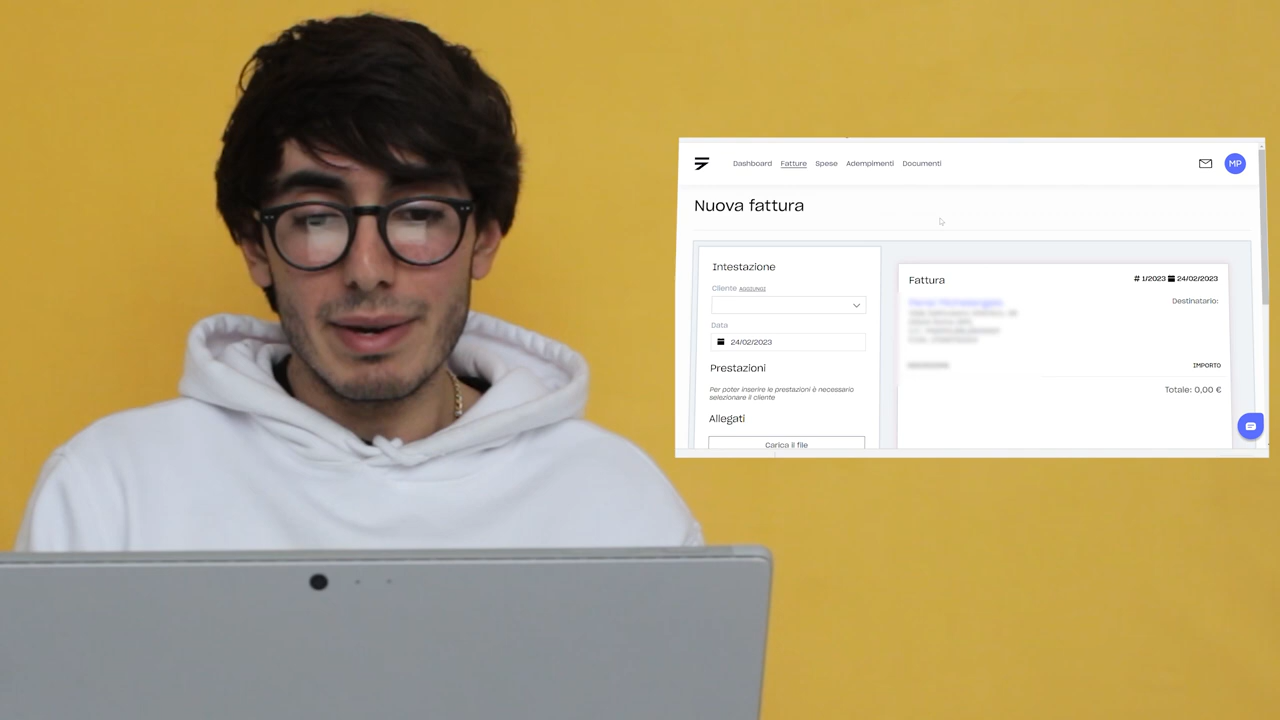 Dashboard Fatture Spese Adempimenti Documenti
MP
Nuova fattura
Intestazione
Cliente AGGIUNGI
Data
24/02/2023
Prestazioni
Per poter inserire le prestazioni è necessario
selezionare il cliente
Allegati
Carica il file
Fattura
# 1/2023 24/02/2023
Destinatario:
IMPORTO
Totale: 0,00 €